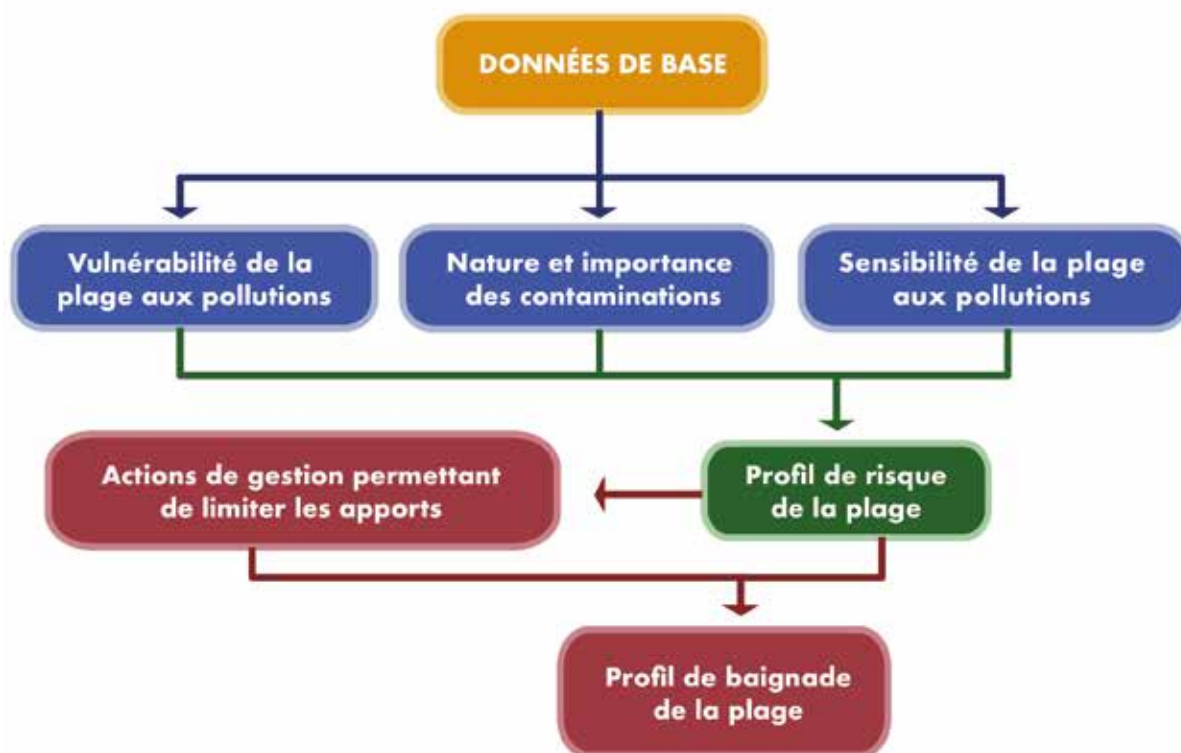 DONNÉES DE BASE
Vulnérabilité de la
plage aux pollutions
Nature et importance
des contaminations
Sensibilité de la plage
aux pollutions
Actions de gestion permettant
de limiter les apports
Profil de risque
de la plage
Profil de baignade
de la plage